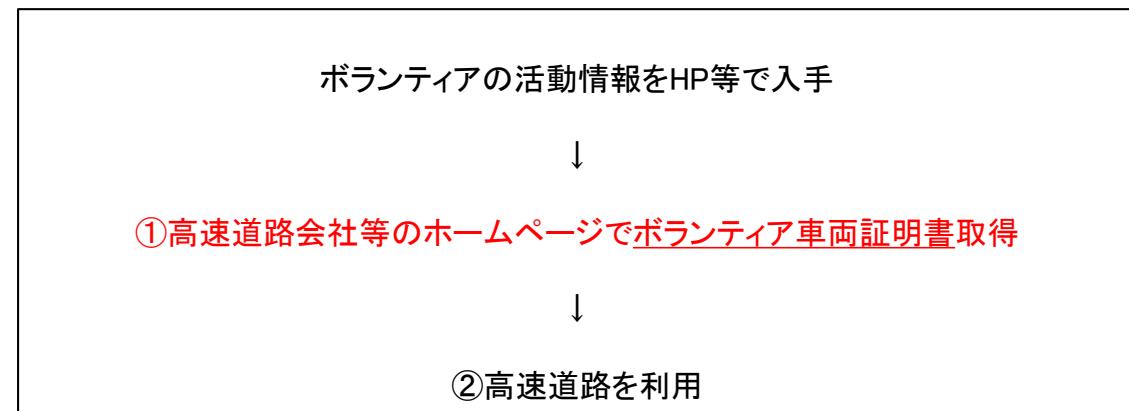 ボランティアの活動情報をHP等で入手
↓
①高速道路会社等のホームページでボランティア車両証明書取得
↓
②高速道路を利用